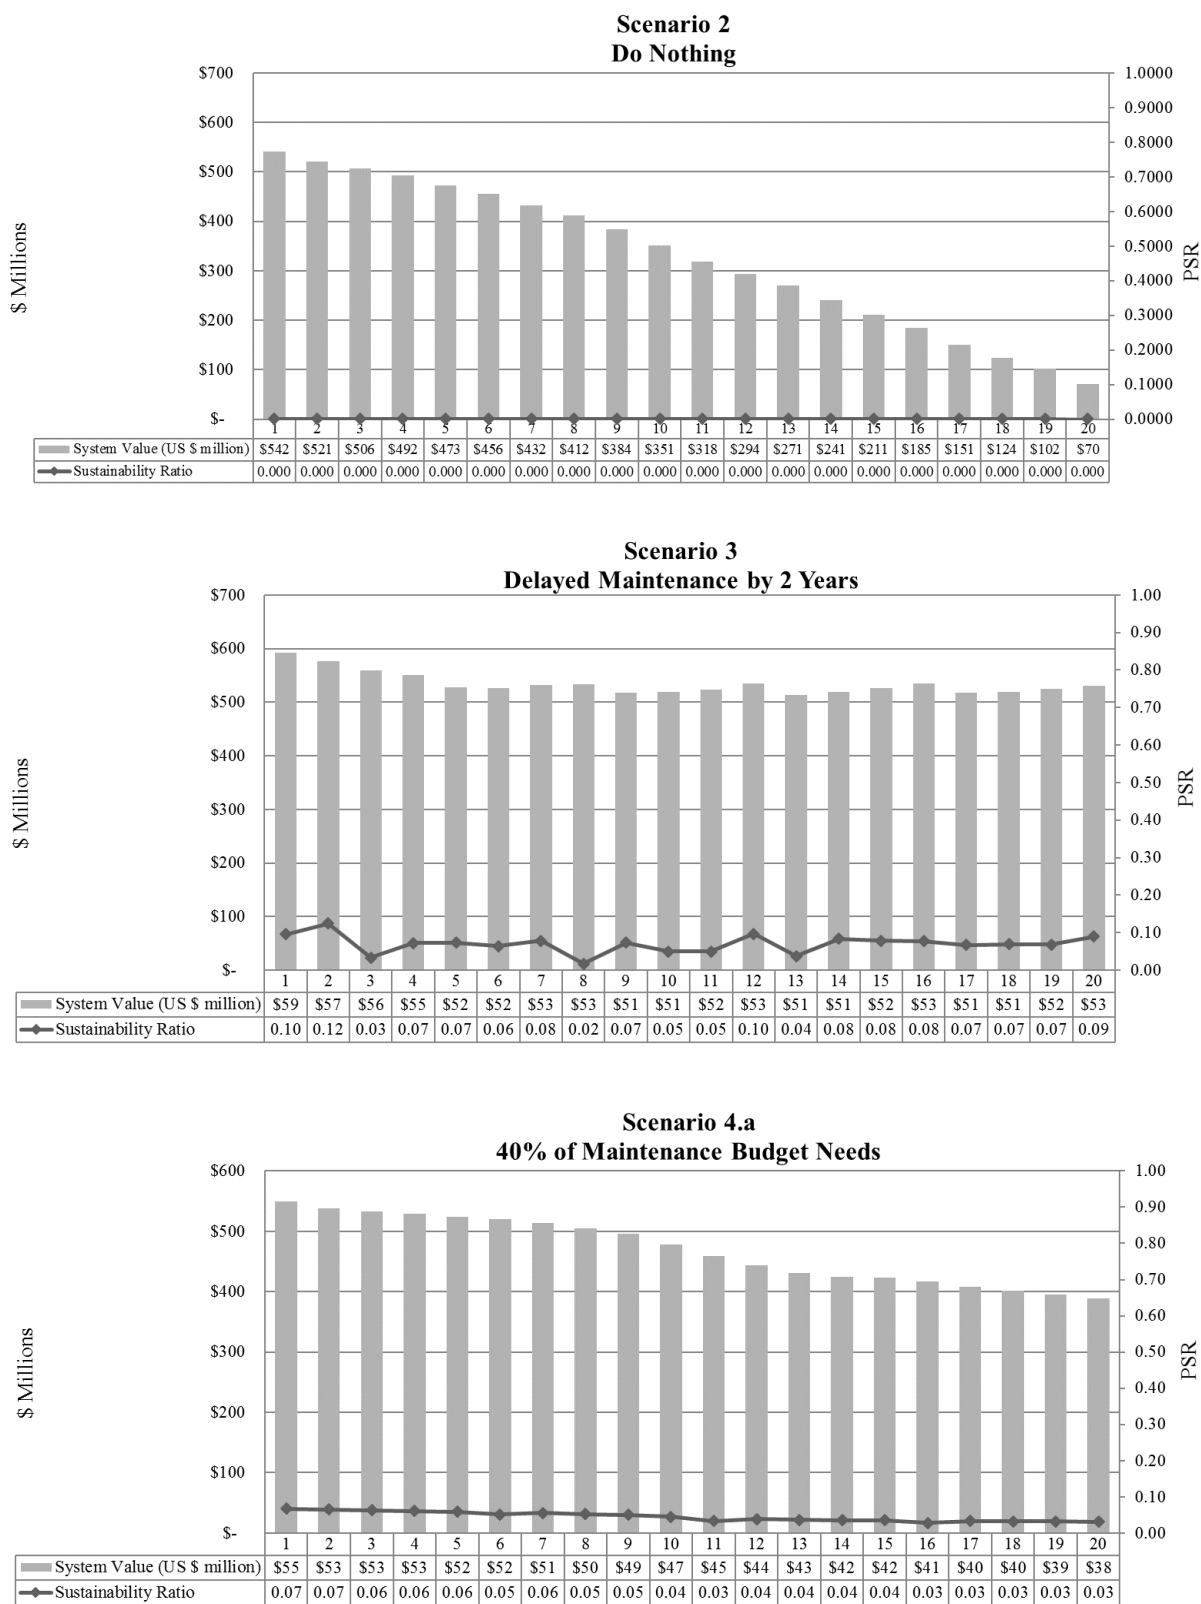 Scenario 2
Do Nothing
$700
$600
$500
$400
$300
$200
$100
$-
1.0000
0.9000
0.8000
0.7000
0.6000
0.5000
0.4000
0.3000
0.2000
0.1000
0.0000
$ Millions
PSR
1 2 3 4 5 6 7 8 9 10 11 12 13 14 15 16 17 18 19 20
System Value (US $ million) $542 $521 $506 $492 $473 $456 $432 $412 $384 $351 $318 $294 $271 $241 $211 $185 $151 $124 $102 $70
Sustainability Ratio 0.000 0.000 0.000 0.000 0.000 0.000 0.000 0.000 0.000 0.000 0.000 0.000 0.000 0.000 0.000 0.000 0.000 0.000 0.000 0.000
Scenario 3
Delayed Maintenance by 2 Years
$700
$600
$500
$400
$300
$200
$100
$-
1.00
0.90
0.80
0.70
0.60
0.50
0.40
0.30
0.20
0.10
0.00
$ Millions
PSR
1 2 3 4 5 6 7 8 9 10 11 12 13 14 15 16 17 18 19 20
System Value (US $ million) $59 $57 $56 $55 $52 $52 $53 $53 $51 $51 $52 $53 $51 $51 $52 $53 $51 $51 $52 $53
Sustainability Ratio 0.10 0.12 0.03 0.07 0.07 0.06 0.08 0.02 0.07 0.05 0.05 0.10 0.04 0.08 0.08 0.08 0.07 0.07 0.07 0.09
Scenario 4.a
40% of Maintenance Budget Needs
$600
$500
$400
$300
$200
$100
$-
1.00
0.90
0.80
0.70
0.60
0.50
0.40
0.30
0.20
0.10
0.00
$ Millions
PSR
1 2 3 4 5 6 7 8 9 10 11 12 13 14 15 16 17 18 19 20
System Value (US $ million) $55 $53 $53 $53 $52 $52 $51 $50 $49 $47 $45 $44 $43 $42 $42 $41 $40 $40 $39 $38
Sustainability Ratio 0.07 0.07 0.06 0.06 0.06 0.05 0.06 0.05 0.05 0.04 0.03 0.04 0.04 0.04 0.04 0.03 0.03 0.03 0.03 0.03